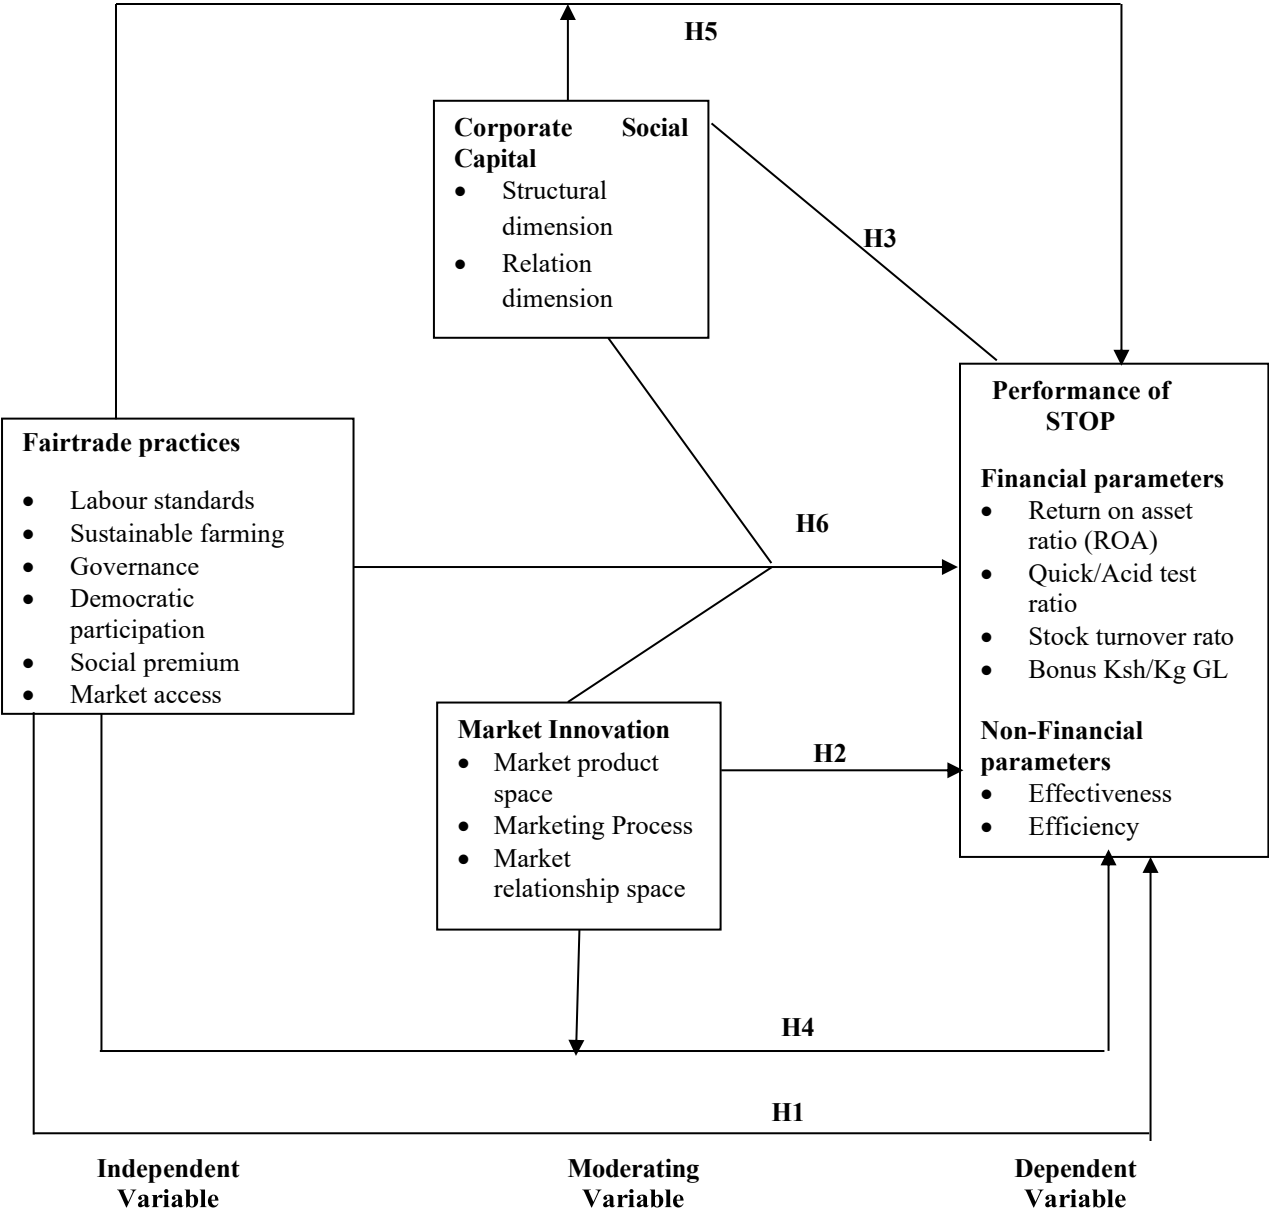 H5
Corporate Social
Capital
• Structural
dimension
• Relation
dimension
H3
Fairtrade practices
• Labour standards
• Sustainable farming
• Governance
• Democratic
participation
• Social premium
• Market access
H6
Performance of
STOP
Financial parameters
• Return on asset
ratio (ROA)
• Quick/Acid test
ratio
• Stock turnover rato
• Bonus Ksh/Kg GL
Non-Financial
parameters
• Effectiveness
• Efficiency
Market Innovation
• Market product
space
• Marketing Process
• Market
relationship space
H2
H4
H1
Independent
Variable
Moderating
Variable
Dependent
Variable